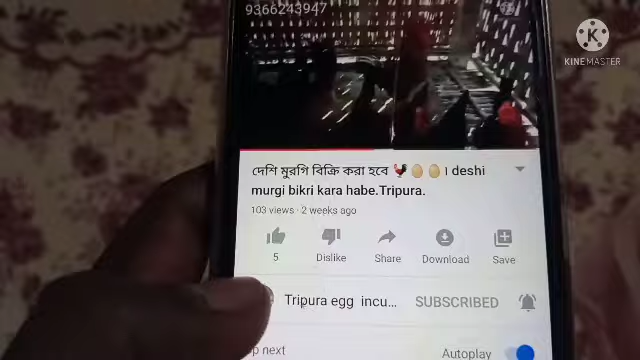 9366243947
K
KINEMASTER
দেশি মুরগি বিক্রি করা হবে 🐓🥚🥚। deshi
murgi bikri kara habe.Tripura.
103 views · 2 weeks ago
5 Dislike Share Download Save
Tripura egg incu... SUBSCRIBED
p next Autoplay